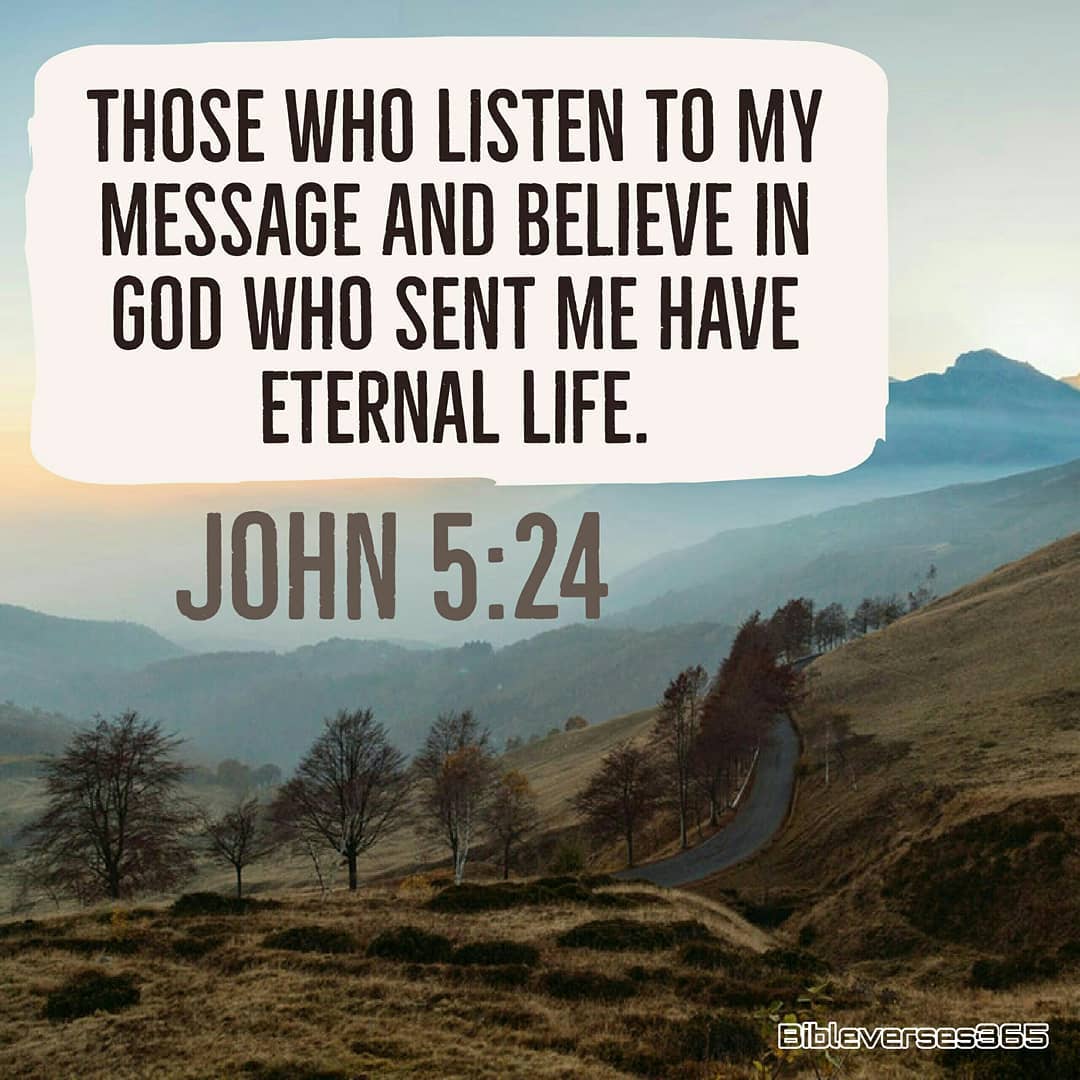 THOSE WHO LISTEN TO MY
MESSAGE AND BELIEVE IN
GOD WHO SENT ME HAVE
ETERNAL LIFE.
JOHN 5:24
Bibleverses365